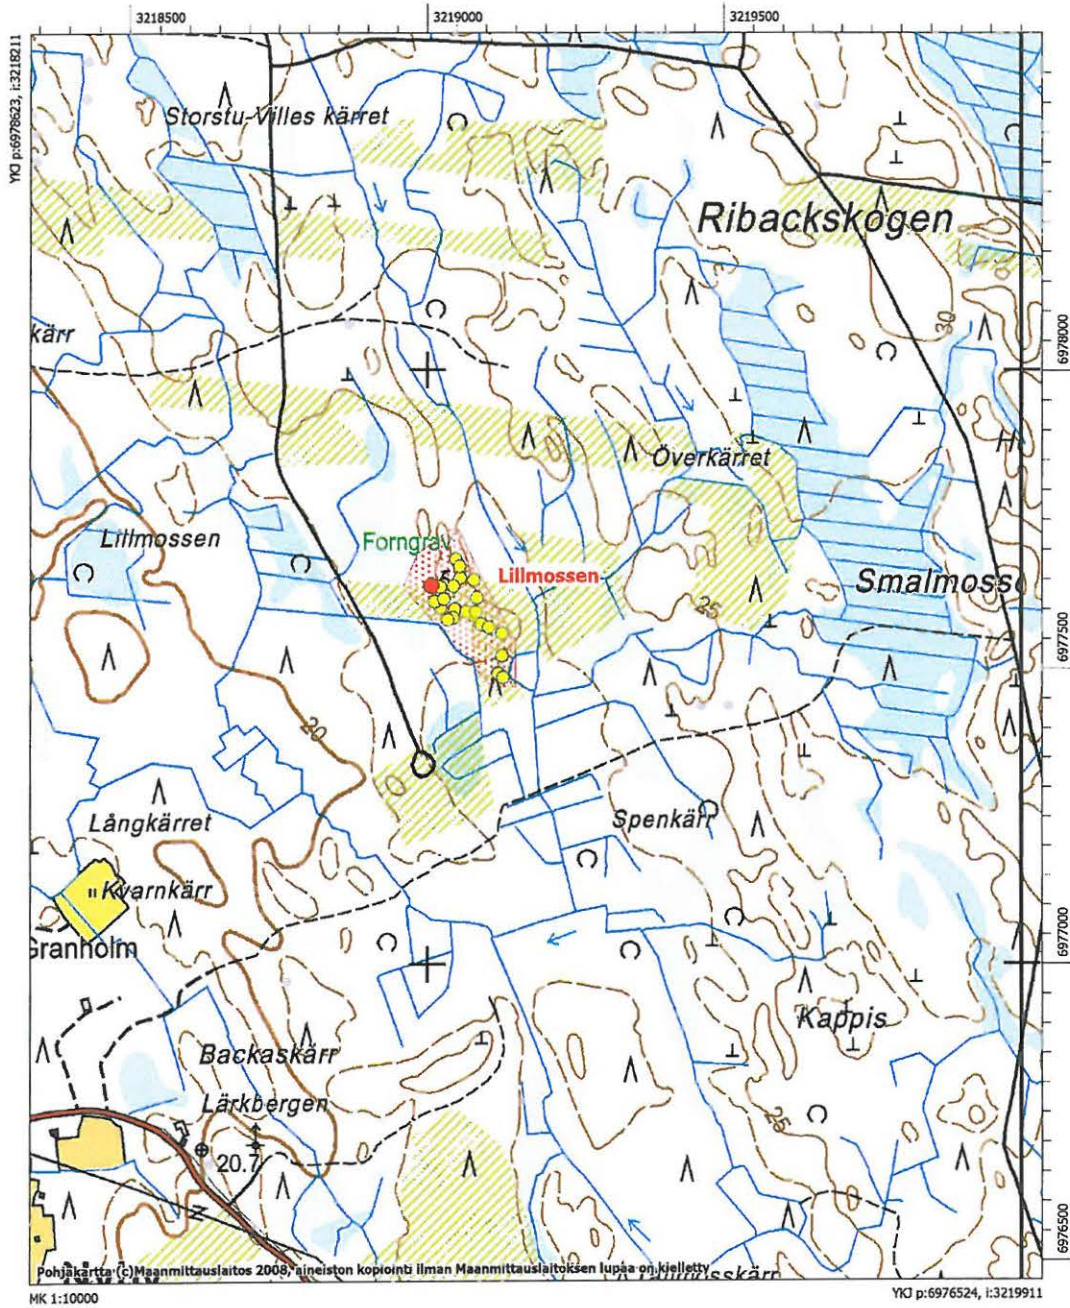 3218500 3219000 3219500
YKJ p:6978623, i:3218211
Storstu-Villes kärret
Ribackskogen
30
kärr
6978000
Överkärret
Lillmossen
Forngrav
Lillmossen
Smalmosse
25
6977500
20
Långkärret
Spenkärr
Kvarnkärr
Granholm
6977000
Kappis
Backaskärr
Lärkbergen
25
20.7
6976500
Pohjakartta (c)Maanmittauslaitos 2008, aineiston kopiointi ilman Maanmittauslaitoksen lupaa on kielletty
MK 1:10000
YKJ p:6976524, i:3219911